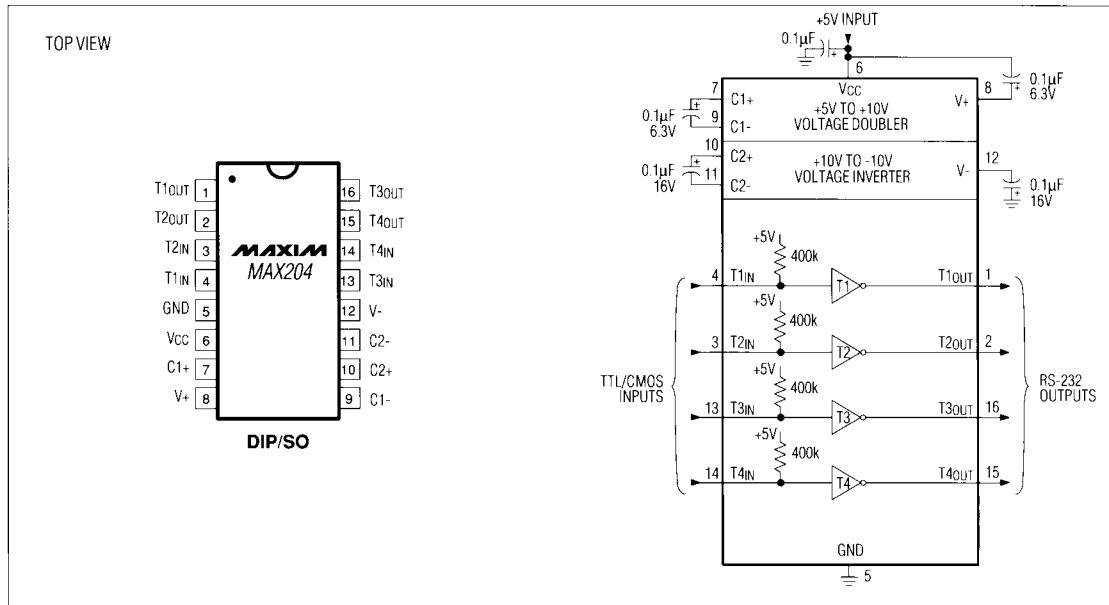 TOP VIEW
T1OUT 1
T2OUT 2
T2IN 3
T1IN 4
GND 5
VCC 6
C1+ 7
V+ 8
16 T3OUT
15 T4OUT
14 T4IN
13 T3IN
12 V-
11 C2-
10 C2+
9 C1-
MAXIM
MAX204
DIP/SO
+5V INPUT
0.1µF
+
6
VCC
0.1µF
6.3V
+
7 C1+
0.1µF
6.3V
+
9 C1-
+5V TO +10V
VOLTAGE DOUBLER
V+ 8
10 C2+
0.1µF
16V
+
11 C2-
+10V TO -10V
VOLTAGE INVERTER
V- 12
0.1µF
16V
+
+5V
400k
4 T1IN T1 T1OUT 1
+5V
400k
3 T2IN T2 T2OUT 2
TTL/CMOS
INPUTS
RS-232
OUTPUTS
+5V
400k
13 T3IN T3 T3OUT 16
+5V
400k
14 T4IN T4 T4OUT 15
GND
5